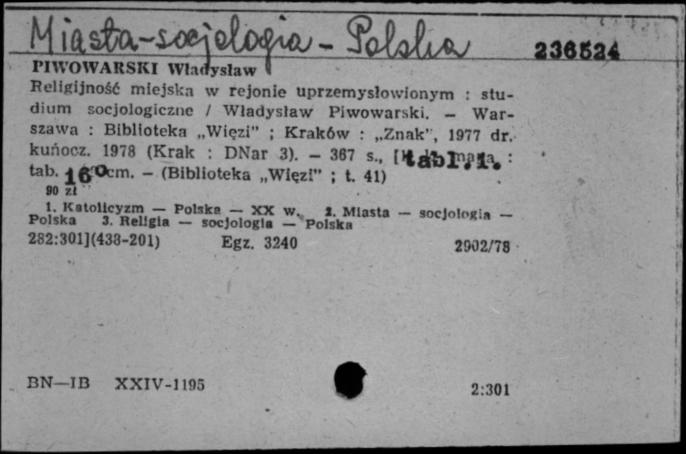 Miasta-socjologia - Polska
236524
PIWOWARSKI Władysław
Religijność miejska w rejonie uprzemysłowionym : stu-
dium socjologiczne / Władysław Piwowarski. — War-
szawa : Biblioteka „Więzi” ; Kraków : „Znak”, 1977 dr.
kuńocz. 1978 (Krak : DNar 3). — 367 s., tabl. 1. :
tab. 16° cm. — (Biblioteka „Więzi” ; t. 41)
90 zł
1. Katolicyzm — Polska — XX w. 2. Miasta — socjologia —
Polska 3. Religia — socjologia — Polska
282:301](438-201) Egz. 3240 2902/78
BN—IB XXIV-1195 2:301